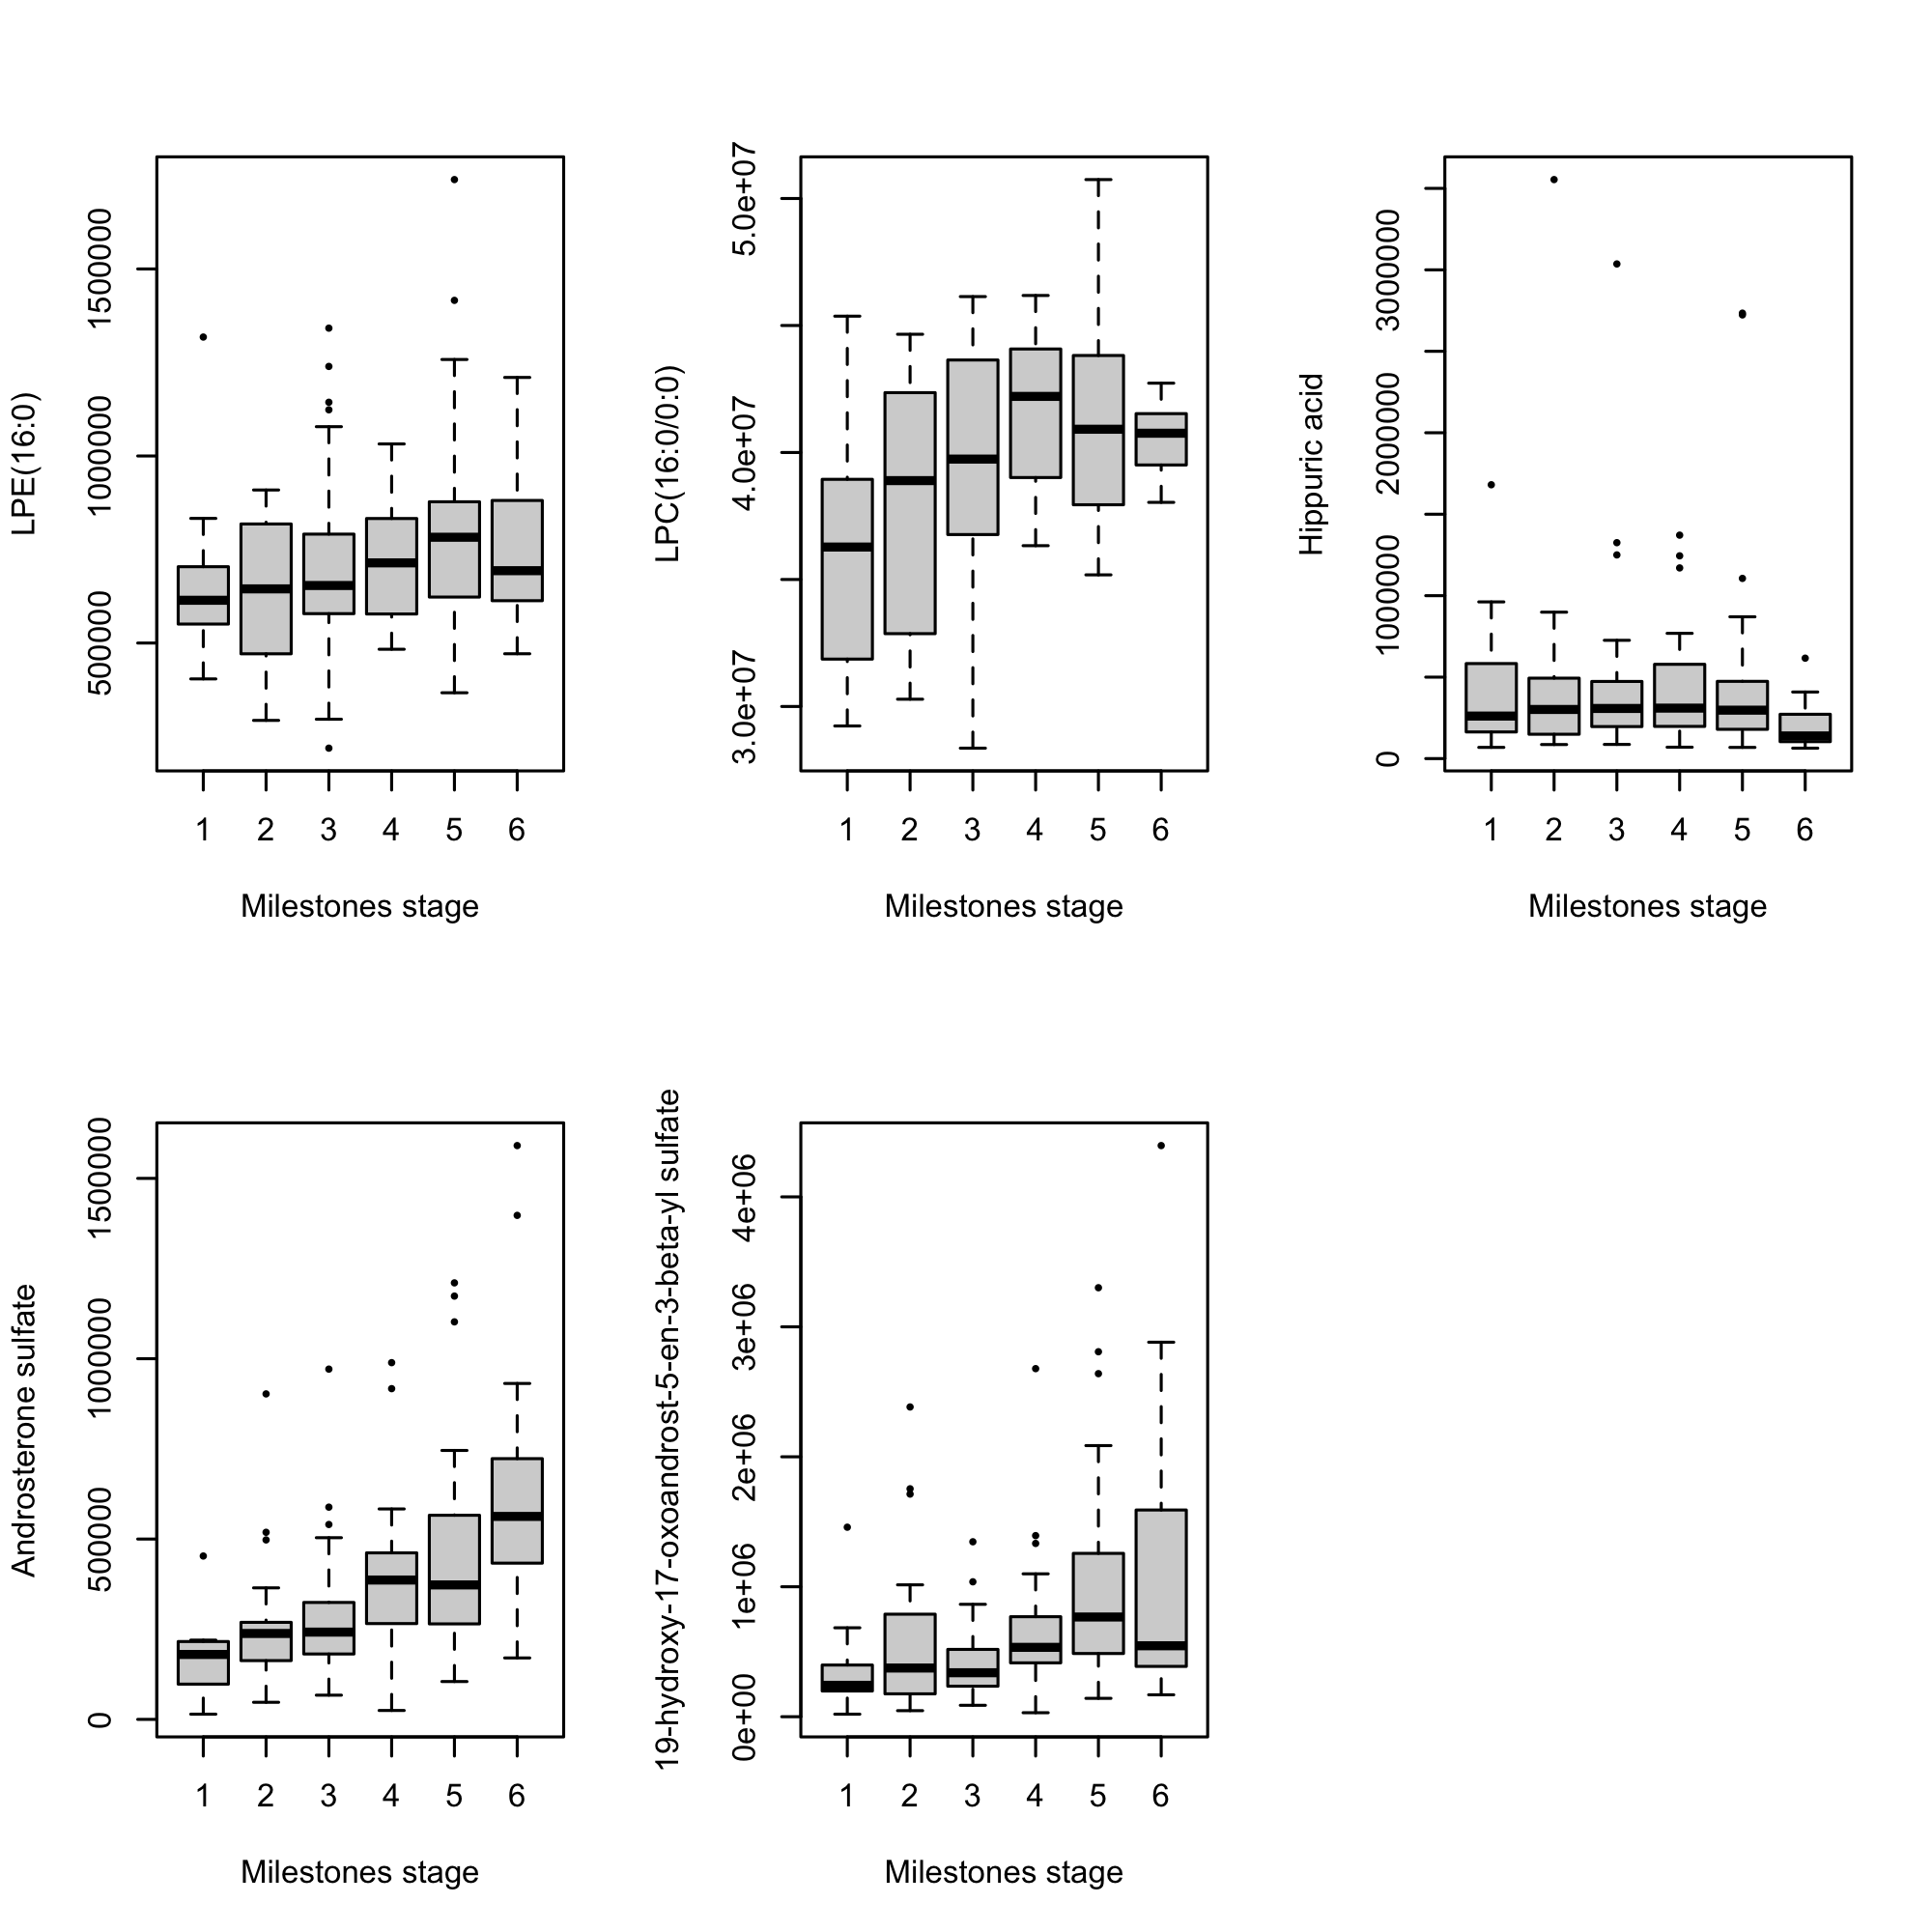 LPE(16:0)
500000
1000000
1500000
1
2
3
4
5
6
Milestones stage
LPC(16:0/0:0)
3.0e+07
4.0e+07
5.0e+07
1
2
3
4
5
6
Milestones stage
Hippuric acid
0
1000000
2000000
3000000
1
2
3
4
5
6
Milestones stage
Androsterone sulfate
0
500000
1000000
1500000
1
2
3
4
5
6
Milestones stage
19-hydroxy-17-oxoandrost-5-en-3-beta-yl sulfate
0e+00
1e+06
2e+06
3e+06
4e+06
1
2
3
4
5
6
Milestones stage